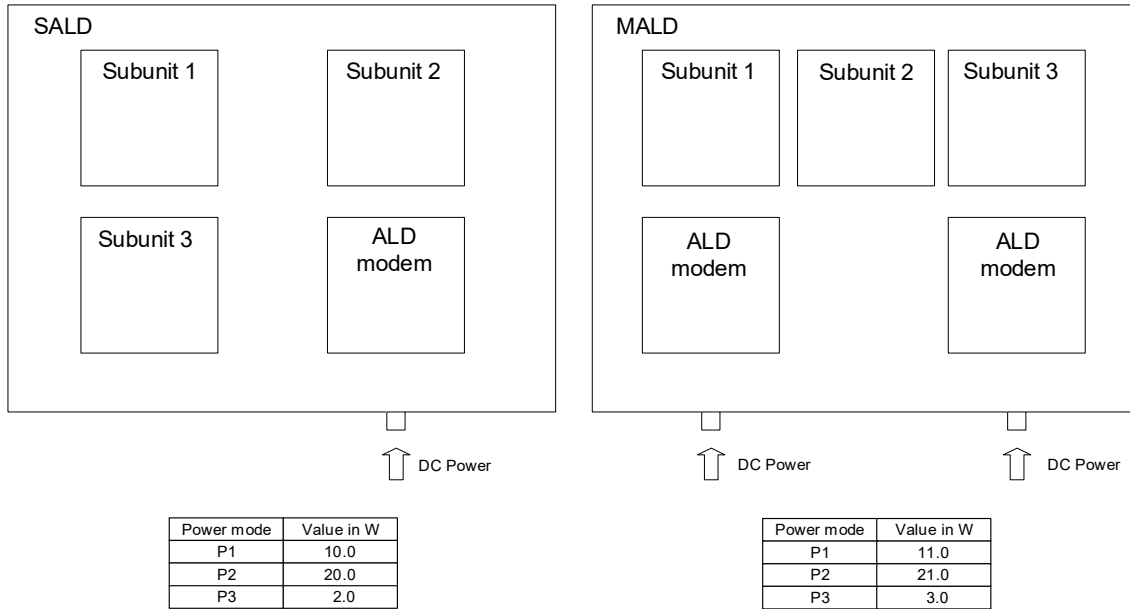 SALD
Subunit 1
Subunit 2
Subunit 3
ALD
modem
DC Power
Power mode Value in W
P1 10.0
P2 20.0
P3 2.0
MALD
Subunit 1
Subunit 2
Subunit 3
ALD
modem
ALD
modem
DC Power
DC Power
Power mode Value in W
P1 11.0
P2 21.0
P3 3.0